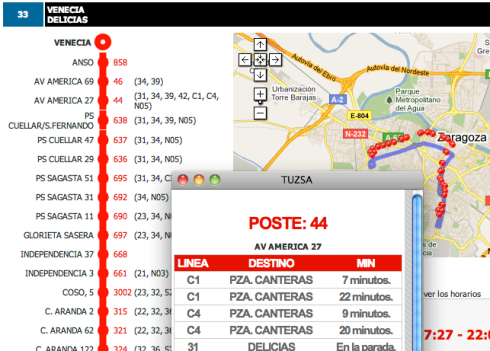 33 VENECIA
DELICIAS
VENECIA
ANSO 858
AV AMERICA 69 46 (34, 39)
AV AMERICA 27 44 (31, 34, 39, 42, C1, C4,
N05)
PS
CUELLAR/S.FERNANDO 638 (31, 34, 39, N05)
PS CUELLAR 47 637 (31, 34, N05)
PS CUELLAR 29 636 (31, 34, N05)
PS SAGASTA 51 695 (31, 34, C
PS SAGASTA 31 692 (34, N05)
PS SAGASTA 11 690 (23, 34, N
GLORIETA SASERA 697 (23, 34, N
INDEPENDENCIA 37 668
INDEPENDENCIA 3 661 (21, N03)
COSO, 5 3002 (23, 32, 5
C. ARANDA 2 315 (22, 32, 36
C. ARANDA 62 321 (22, 32, 36
C. ARANDA 122 324 (32, 36, 5
Autovía del Ebro
Autovía del Nordeste
Urbanización
Torre Barajas
A-2
Parque
Metropolitano
del Agua
E-804
N-232
Zaragoza
TUZSA
POSTE: 44
AV AMERICA 27
LINEA DESTINO MIN
C1 PZA. CANTERAS 7 minutos.
C1 PZA. CANTERAS 22 minutos.
C4 PZA. CANTERAS 9 minutos.
C4 PZA. CANTERAS 20 minutos.
31 DELICIAS En la parada.
ver los horarios
7:27 - 22:0